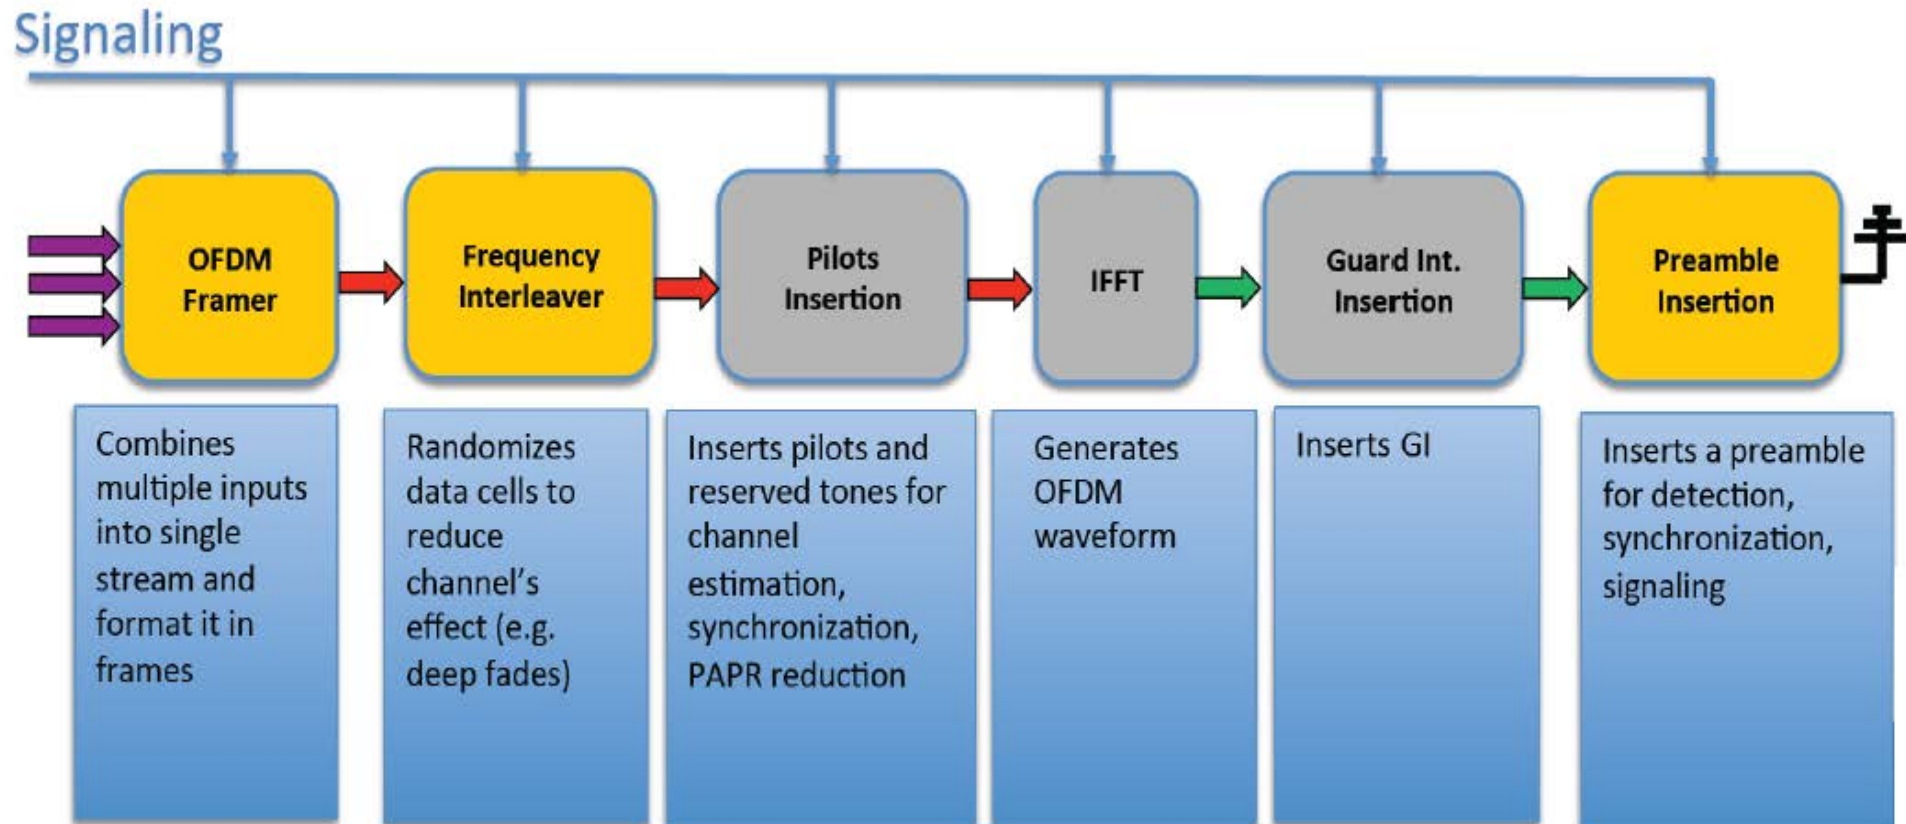 Signaling
OFDM
Framer
Frequency
Interleaver
Pilots
Insertion
IFFT
Guard Int.
Insertion
Preamble
Insertion
Combines
multiple inputs
into single
stream and
format it in
frames
Randomizes
data cells to
reduce
channel’s
effect (e.g.
deep fades)
Inserts pilots and
reserved tones for
channel
estimation,
synchronization,
PAPR reduction
Generates
OFDM
waveform
Inserts GI
Inserts a preamble
for detection,
synchronization,
signaling